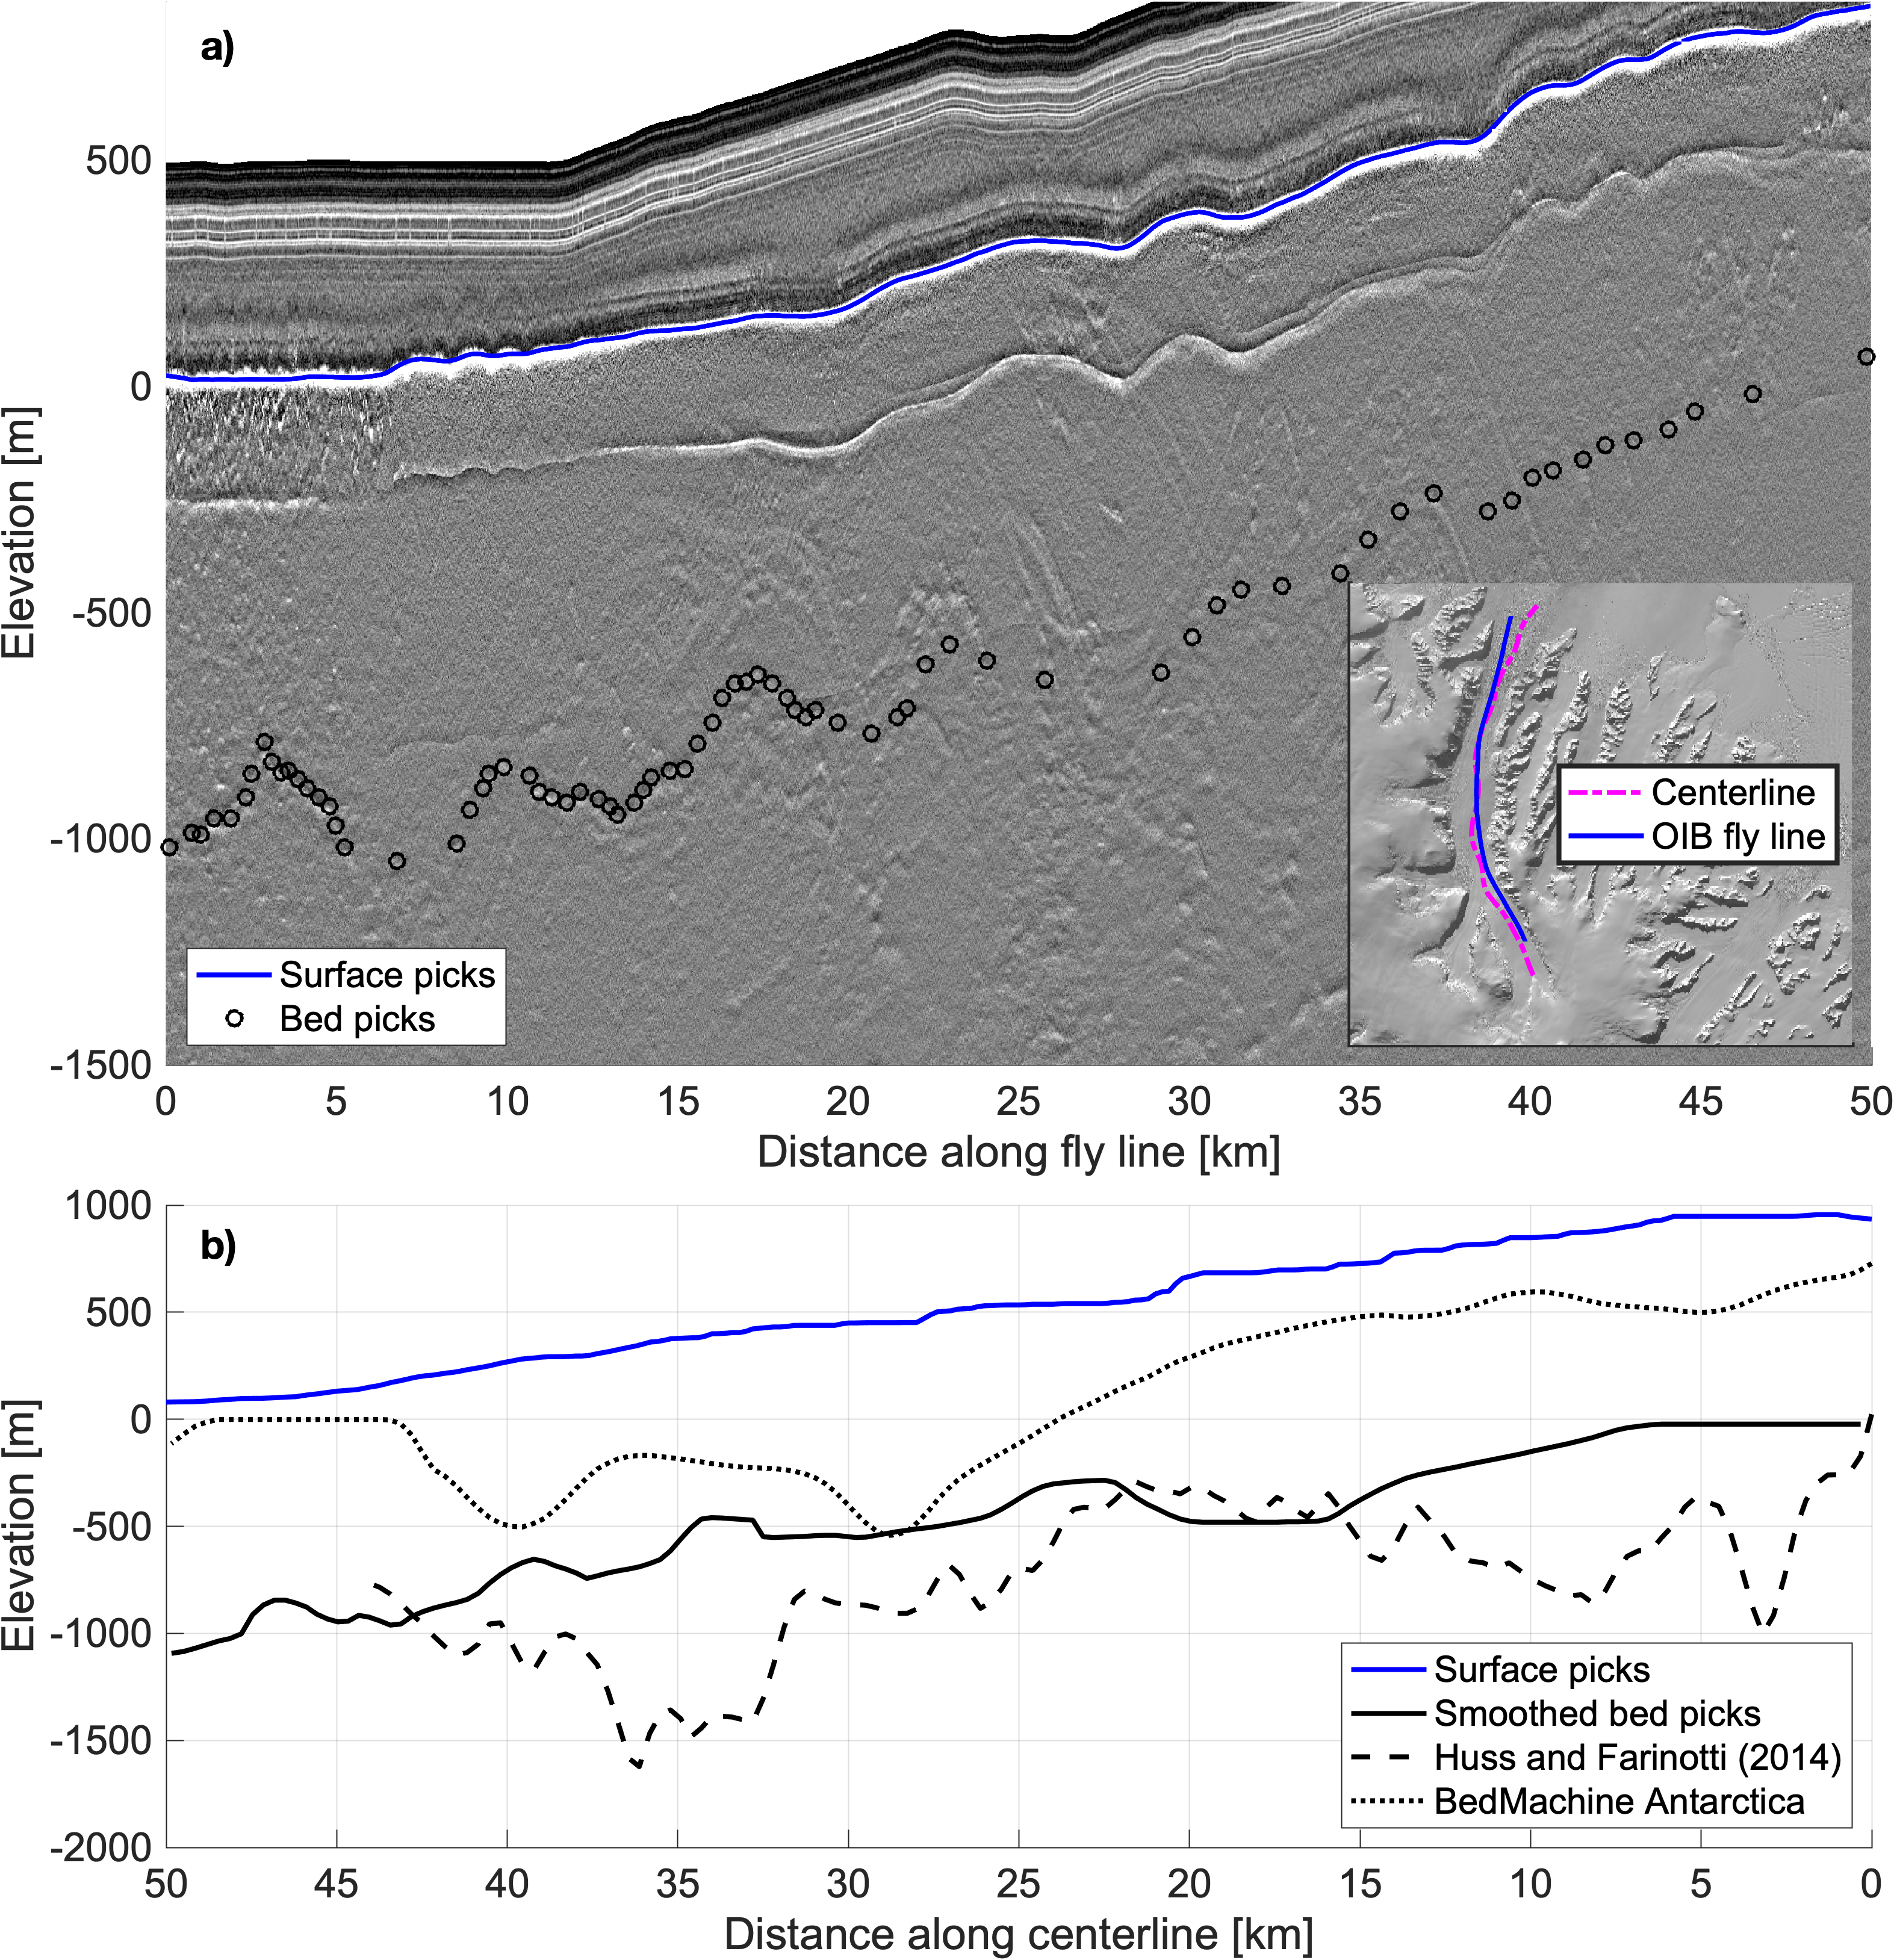 a)
Elevation [m]
500
0
-500
-1000
-1500
Centerline
OIB fly line
Surface picks
Bed picks
0 5 10 15 20 25 30 35 40 45 50
Distance along fly line [km]
b)
Elevation [m]
1000
500
0
-500
-1000
-1500
-2000
Surface picks
Smoothed bed picks
Huss and Farinotti (2014)
BedMachine Antarctica
50 45 40 35 30 25 20 15 10 5 0
Distance along centerline [km]